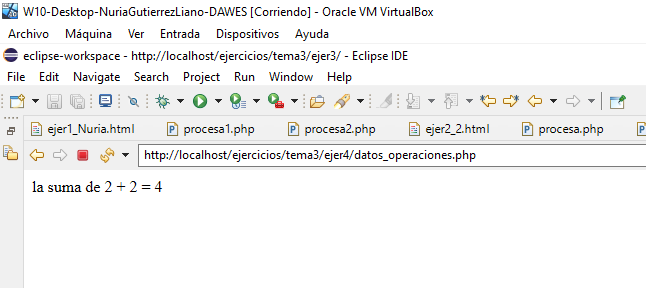 W10-Desktop-NuriaGutierrezLiano-DAWES [Corriendo] - Oracle VM VirtualBox
Archivo Máquina Ver Entrada Dispositivos Ayuda
eclipse-workspace - http://localhost/ejercicios/tema3/ejer3/ - Eclipse IDE
File Edit Navigate Search Project Run Window Help
ejer1_Nuria.html procesa1.php procesa2.php ejer2_2.html procesa.php
http://localhost/ejercicios/tema3/ejer4/datos_operaciones.php
la suma de 2 + 2 = 4